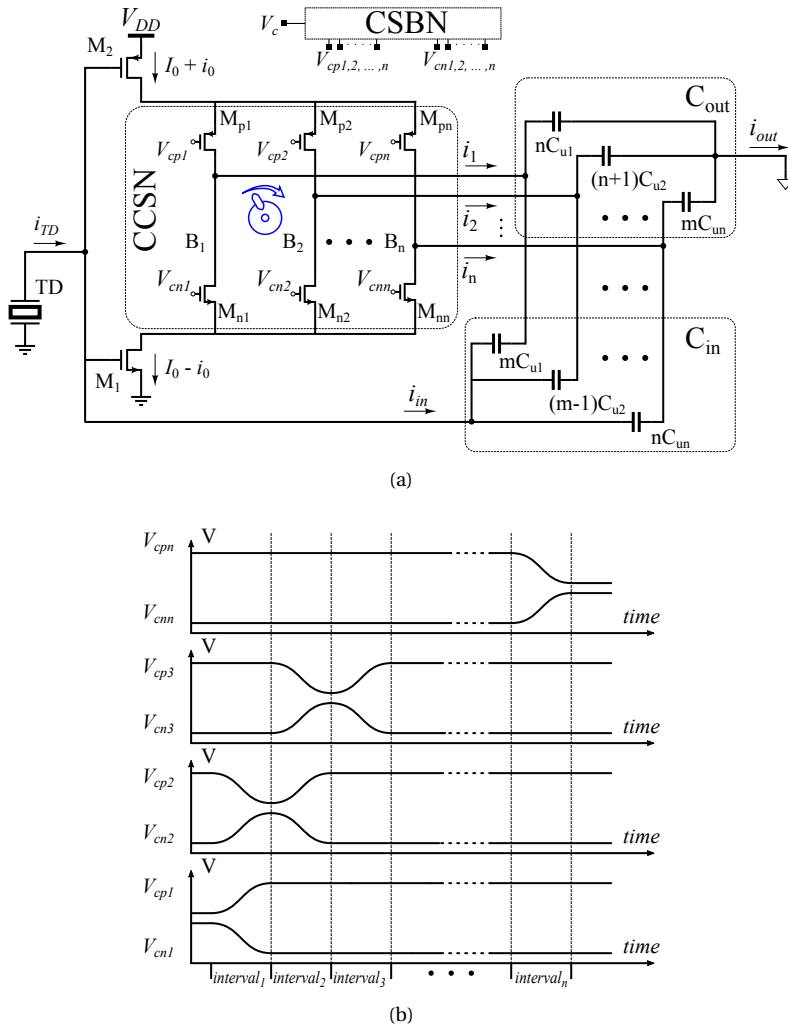 V_c
CSBN
V_cp1,2, ... ,n
V_cn1,2, ... ,n
V_DD
M_2
I_0 + i_0
M_p1
M_p2
M_pn
V_cp1
V_cp2
V_cpn
CCSN
B_1
B_2
B_n
V_cn1
V_cn2
V_cnn
M_n1
M_n2
M_nn
i_TD
TD
M_1
I_0 - i_0
i_1
i_2
i_n
i_in
C_out
nC_u1
(n+1)C_u2
mC_un
i_out
C_in
mC_u1
(m-1)C_u2
nC_un
(a)
V
V_cpn
V_cnn
time
V
V_cp3
V_cn3
time
V
V_cp2
V_cn2
time
V
V_cp1
V_cn1
time
interval_1
interval_2
interval_3
interval_n
(b)